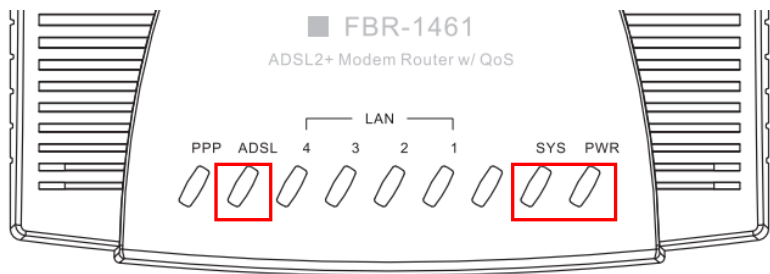 FBR-1461
ADSL2+ Modem Router w/ QoS
LAN
PPP ADSL 4 3 2 1 SYS PWR